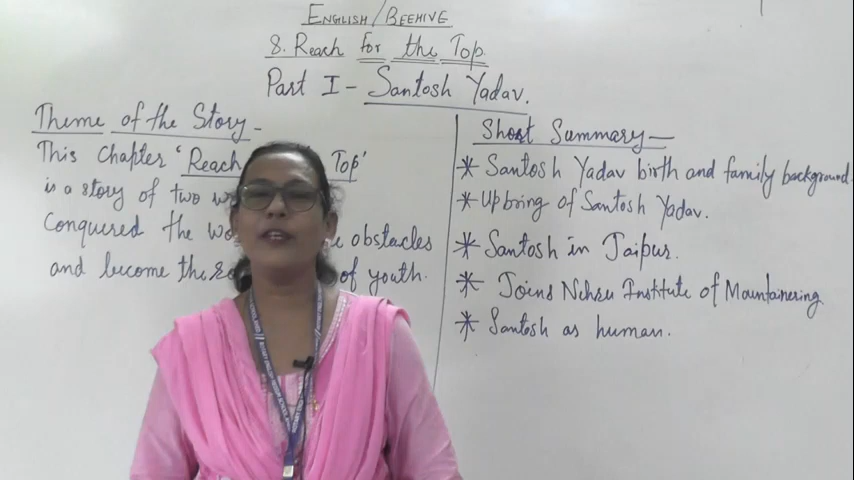 ENGLISH/BEEHIVE
8. Reach for the Top
Part I - Santosh Yadav.
Theme of the Story -
This Chapter 'Reach Top'
is a story of two
Conquered the obstacles
and become the of youth.
Short Summary -
* Santosh Yadav birth and family background.
* Upbring of Santosh Yadav.
* Santosh in Jaipur.
* Joins Nehru Institute of Mountainering
* Santosh as human.